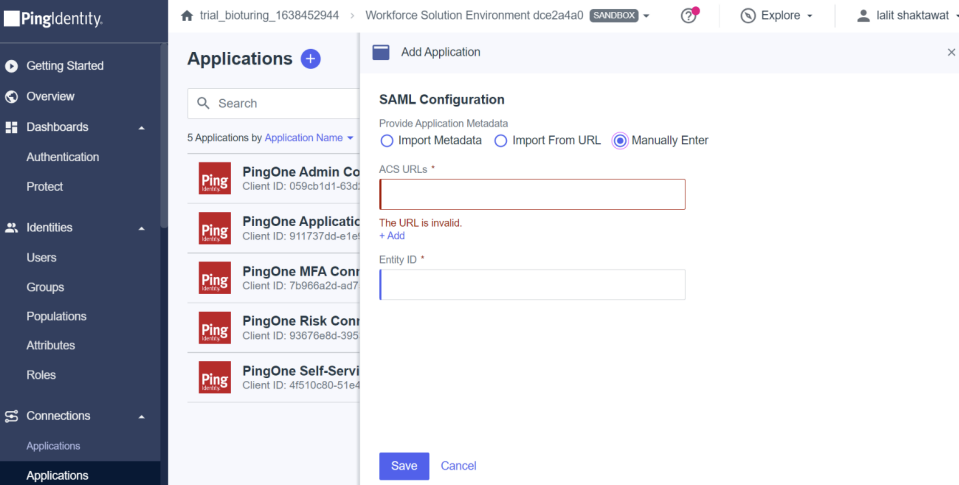 PingIdentity.
trial_bioturing_1638452944 > Workforce Solution Environment dce2a4a0 SANDBOX
Explore
lalit shaktawat
Getting Started
Overview
Dashboards
Authentication
Protect
Identities
Users
Groups
Populations
Attributes
Roles
Connections
Applications
Applications
Applications
Search
5 Applications by Application Name
Ping
Identity.
PingOne Admin Co
Client ID: 059cb1d1-63d
Ping
Identity.
PingOne Applicatio
Client ID: 911737dd-e1e
Ping
Identity.
PingOne MFA Conn
Client ID: 7b966a2d-ad7
Ping
Identity.
PingOne Risk Conn
Client ID: 93676e8d-395
Ping
Identity.
PingOne Self-Servi
Client ID: 4f510c80-51e4
Add Application
SAML Configuration
Provide Application Metadata
Import Metadata
Import From URL
Manually Enter
ACS URLs *
The URL is invalid.
+ Add
Entity ID *
Save
Cancel